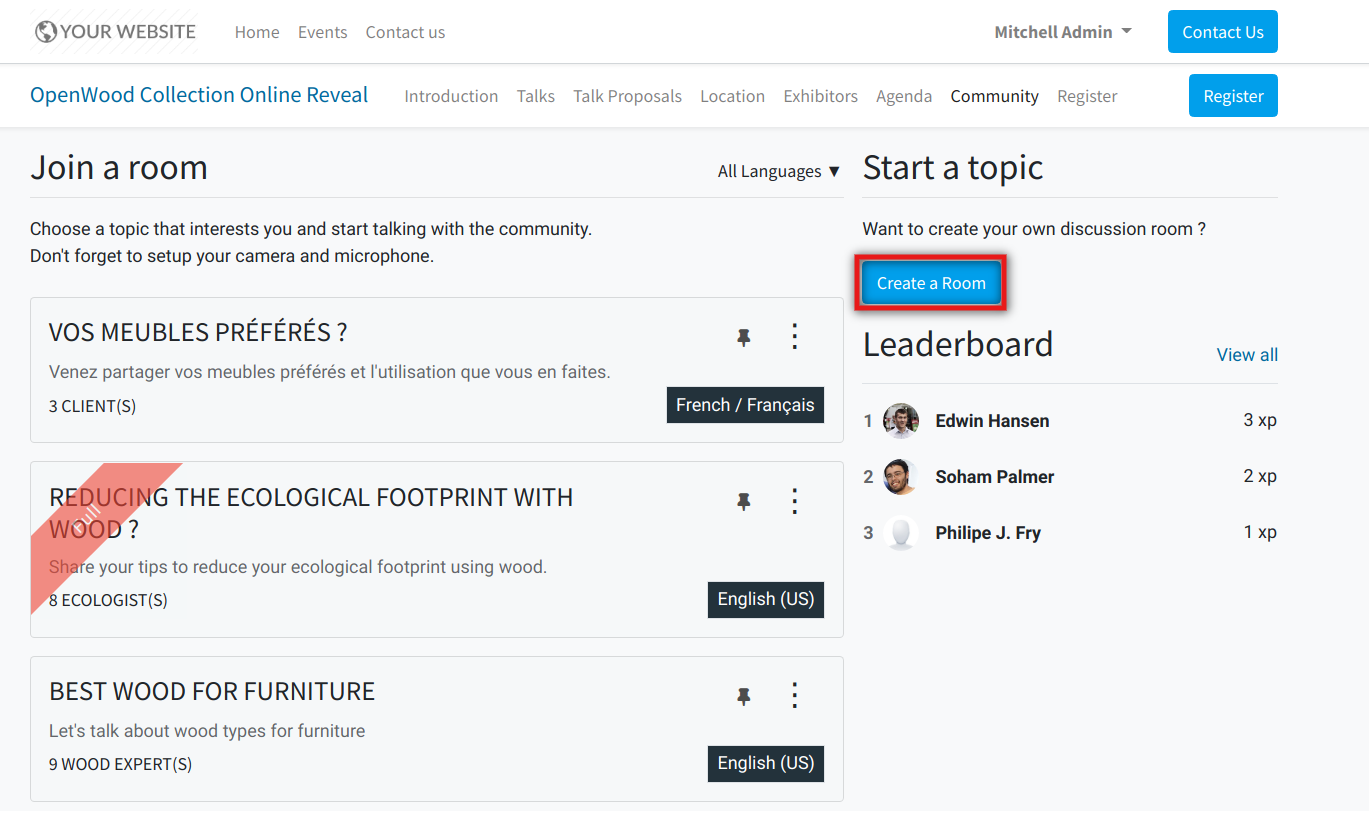 YOUR WEBSITE Home Events Contact us Mitchell Admin Contact Us
OpenWood Collection Online Reveal Introduction Talks Talk Proposals Location Exhibitors Agenda Community Register Register
Join a room
All Languages ▼
Choose a topic that interests you and start talking with the community.
Don't forget to setup your camera and microphone.
VOS MEUBLES PRÉFÉRÉS ?
Venez partager vos meubles préférés et l'utilisation que vous en faites.
3 CLIENT(S)
French / Français
Full
REDUCING THE ECOLOGICAL FOOTPRINT WITH
WOOD ?
Share your tips to reduce your ecological footprint using wood.
8 ECOLOGIST(S)
English (US)
BEST WOOD FOR FURNITURE
Let's talk about wood types for furniture
9 WOOD EXPERT(S)
English (US)
Start a topic
Want to create your own discussion room ?
Create a Room
Leaderboard
View all
1 Edwin Hansen 3 xp
2 Soham Palmer 2 xp
3 Philipe J. Fry 1 xp